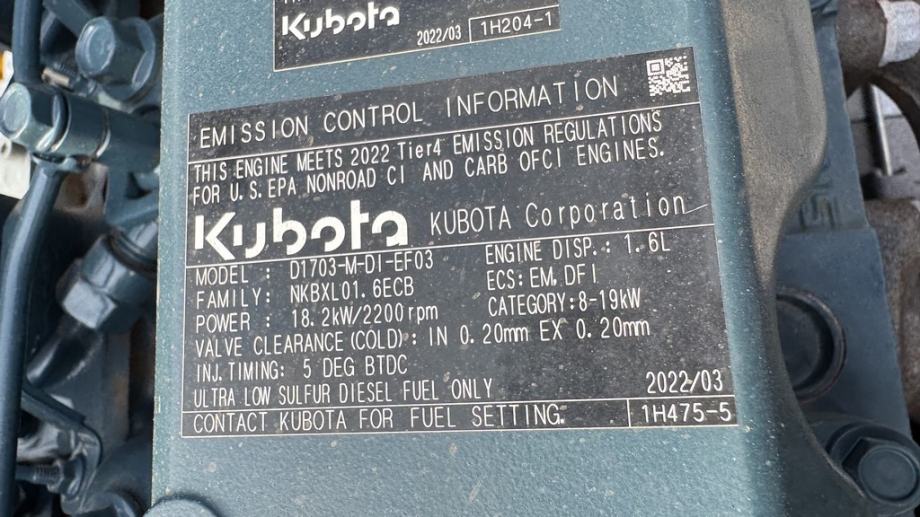 Kubota
2022/03 1H204-1
EMISSION CONTROL INFORMATION
THIS ENGINE MEETS 2022 Tier4 EMISSION REGULATIONS
FOR U.S. EPA NONROAD CI AND CARB OFCI ENGINES.
Kubota KUBOTA Corporation
MODEL : D1703-M-DI-EF03 ENGINE DISP.: 1.6L
FAMILY: NKBXL01.6ECB ECS: EM, DFI
POWER : 18.2kW/2200rpm CATEGORY:8-19kW
VALVE CLEARANCE(COLD): IN 0.20mm EX 0.20mm
INJ. TIMING: 5 DEG BTDC
ULTRA LOW SULFUR DIESEL FUEL ONLY 2022/03
CONTACT KUBOTA FOR FUEL SETTING. 1H475-5